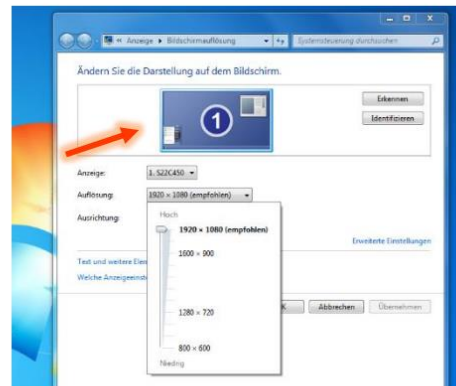 « Anzeige ▸ Bildschirmauflösung
Systemsteuerung durchsuchen
Ändern Sie die Darstellung auf dem Bildschirm.
1
Erkennen
Identifizieren
Anzeige:
1. S22C450
Auflösung:
1920 × 1080 (empfohlen)
Ausrichtung:
Hoch
1920 × 1080 (empfohlen)
1600 × 900
1280 × 720
800 × 600
Niedrig
Erweiterte Einstellungen
Text und weitere
Welche
Abbrechen
Übernehmen